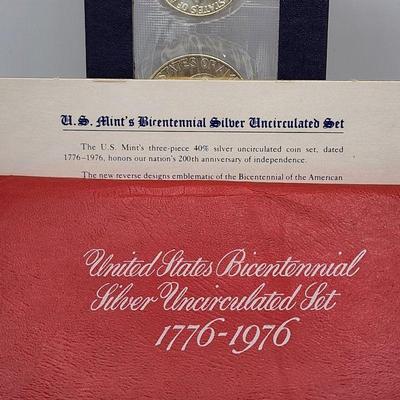 U.S. Mint's Bicentennial Silver Uncirculated Set
The U.S. Mint's three-piece 40% silver uncirculated coin set, dated
1776–1976, honors our nation's 200th anniversary of independence.
The new reverse designs emblematic of the Bicentennial of the American
United States Bicentennial
Silver Uncirculated Set
1776-1976